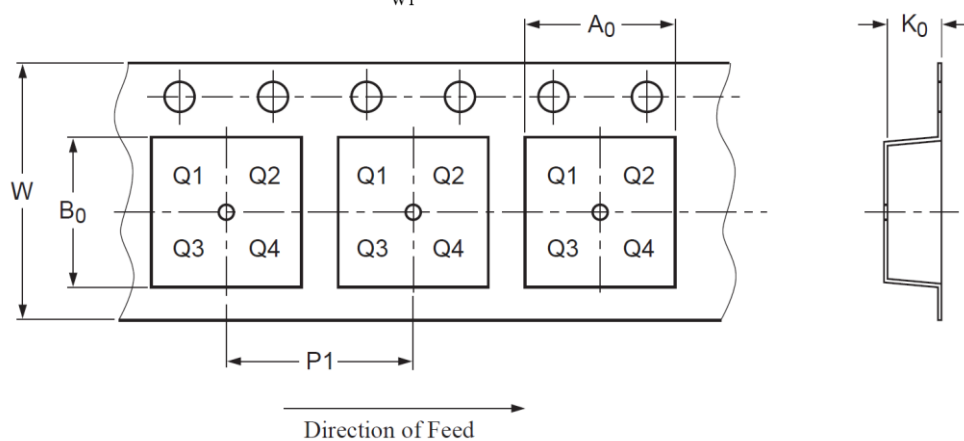 W1
A0
K0
Q1 Q2 Q1 Q2 Q1 Q2
W
B0
Q3 Q4 Q3 Q4 Q3 Q4
P1
Direction of Feed